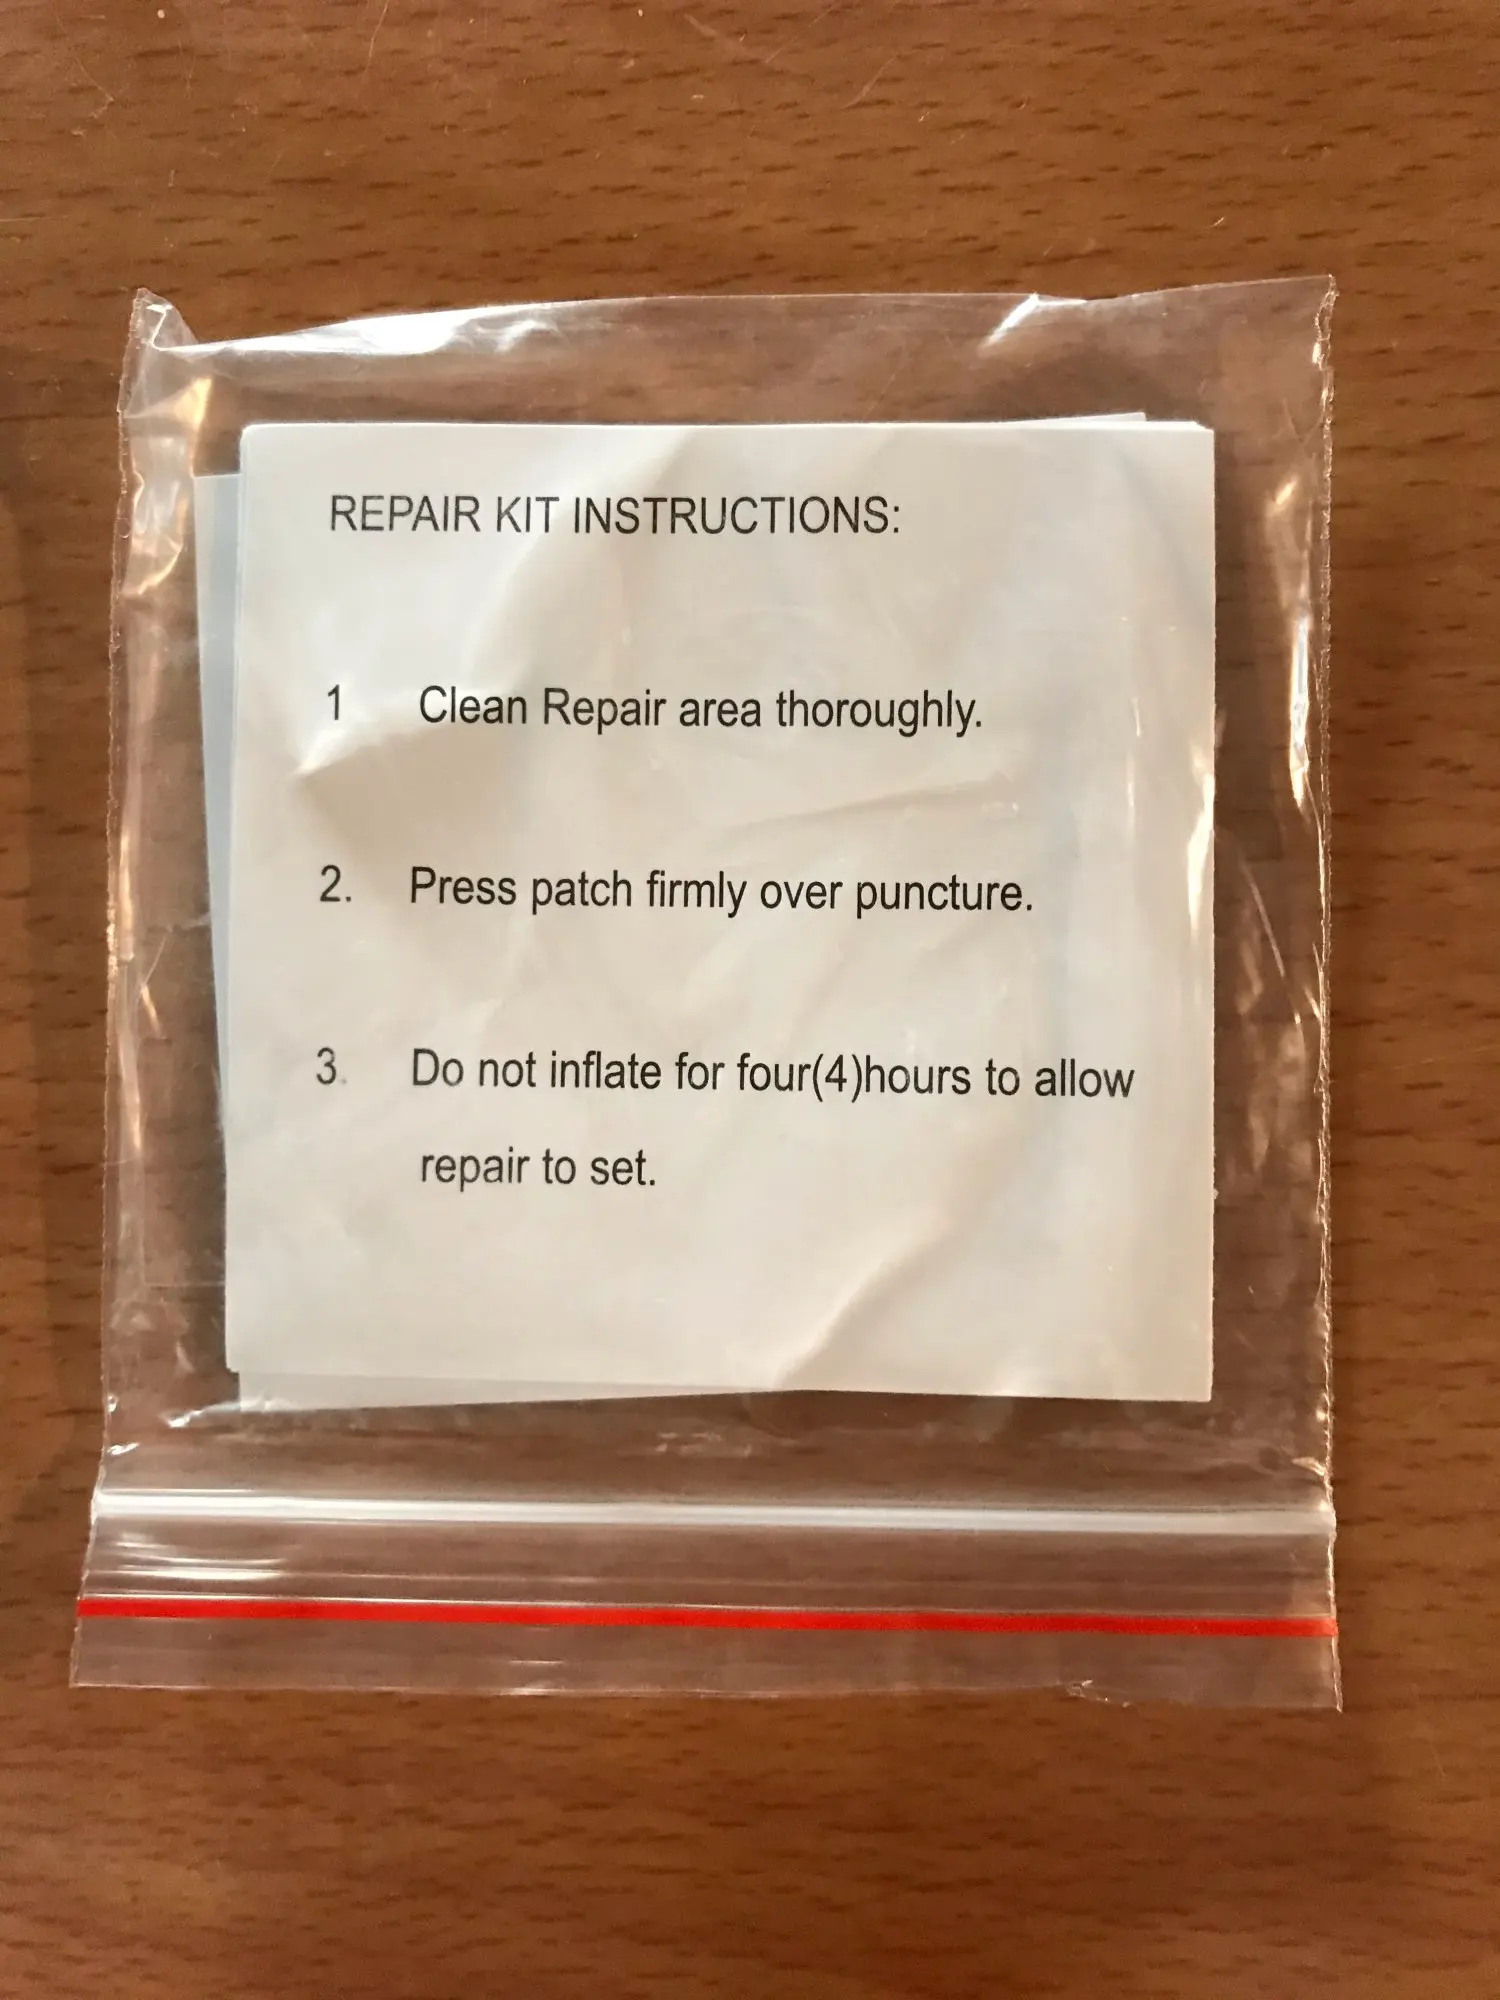 REPAIR KIT INSTRUCTIONS:
1 Clean Repair area thoroughly.
2. Press patch firmly over puncture.
3. Do not inflate for four(4)hours to allow
repair to set.